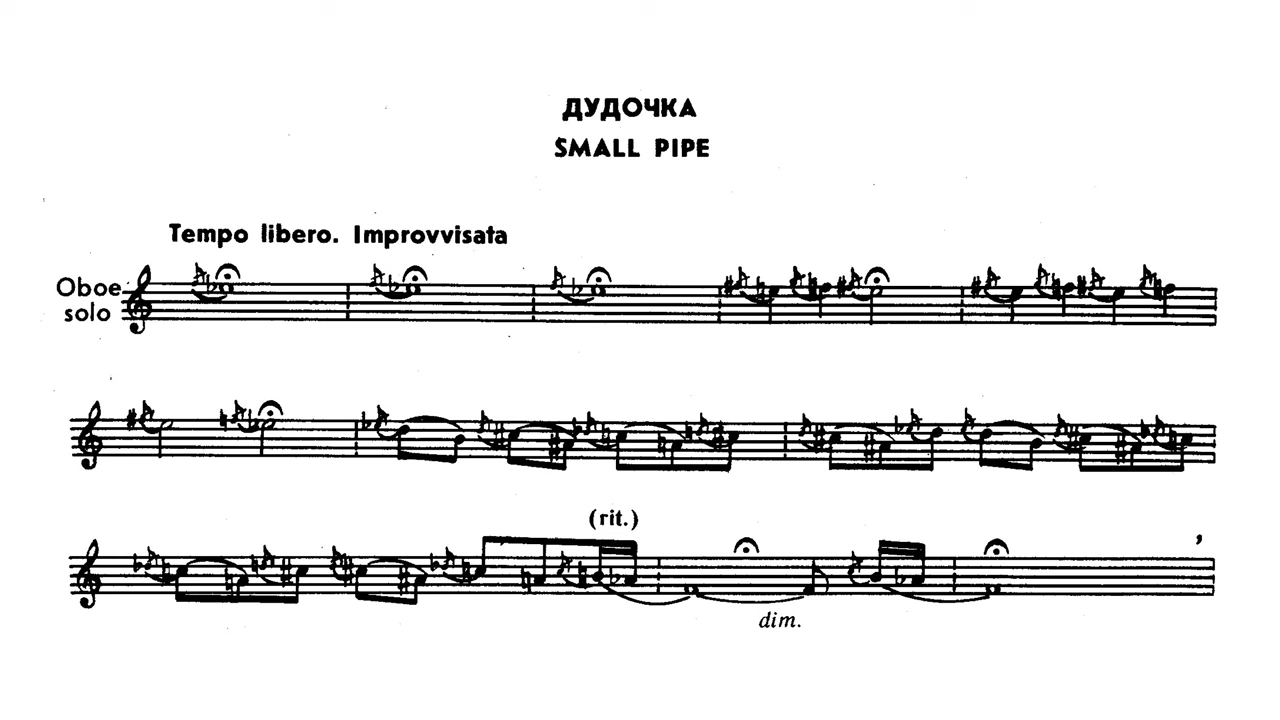 ДУДОЧКА
SMALL PIPE
Tempo libero. Improvvisata
Oboe
solo
(rit.)
dim.